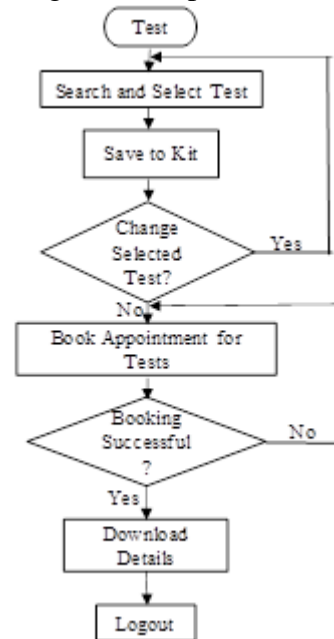 Test
Search and Select Test
Save to Kit
Change
Selected
Test?
Yes
No
Book Appointment for
Tests
Booking
Successful
?
No
Yes
Download
Details
Logout